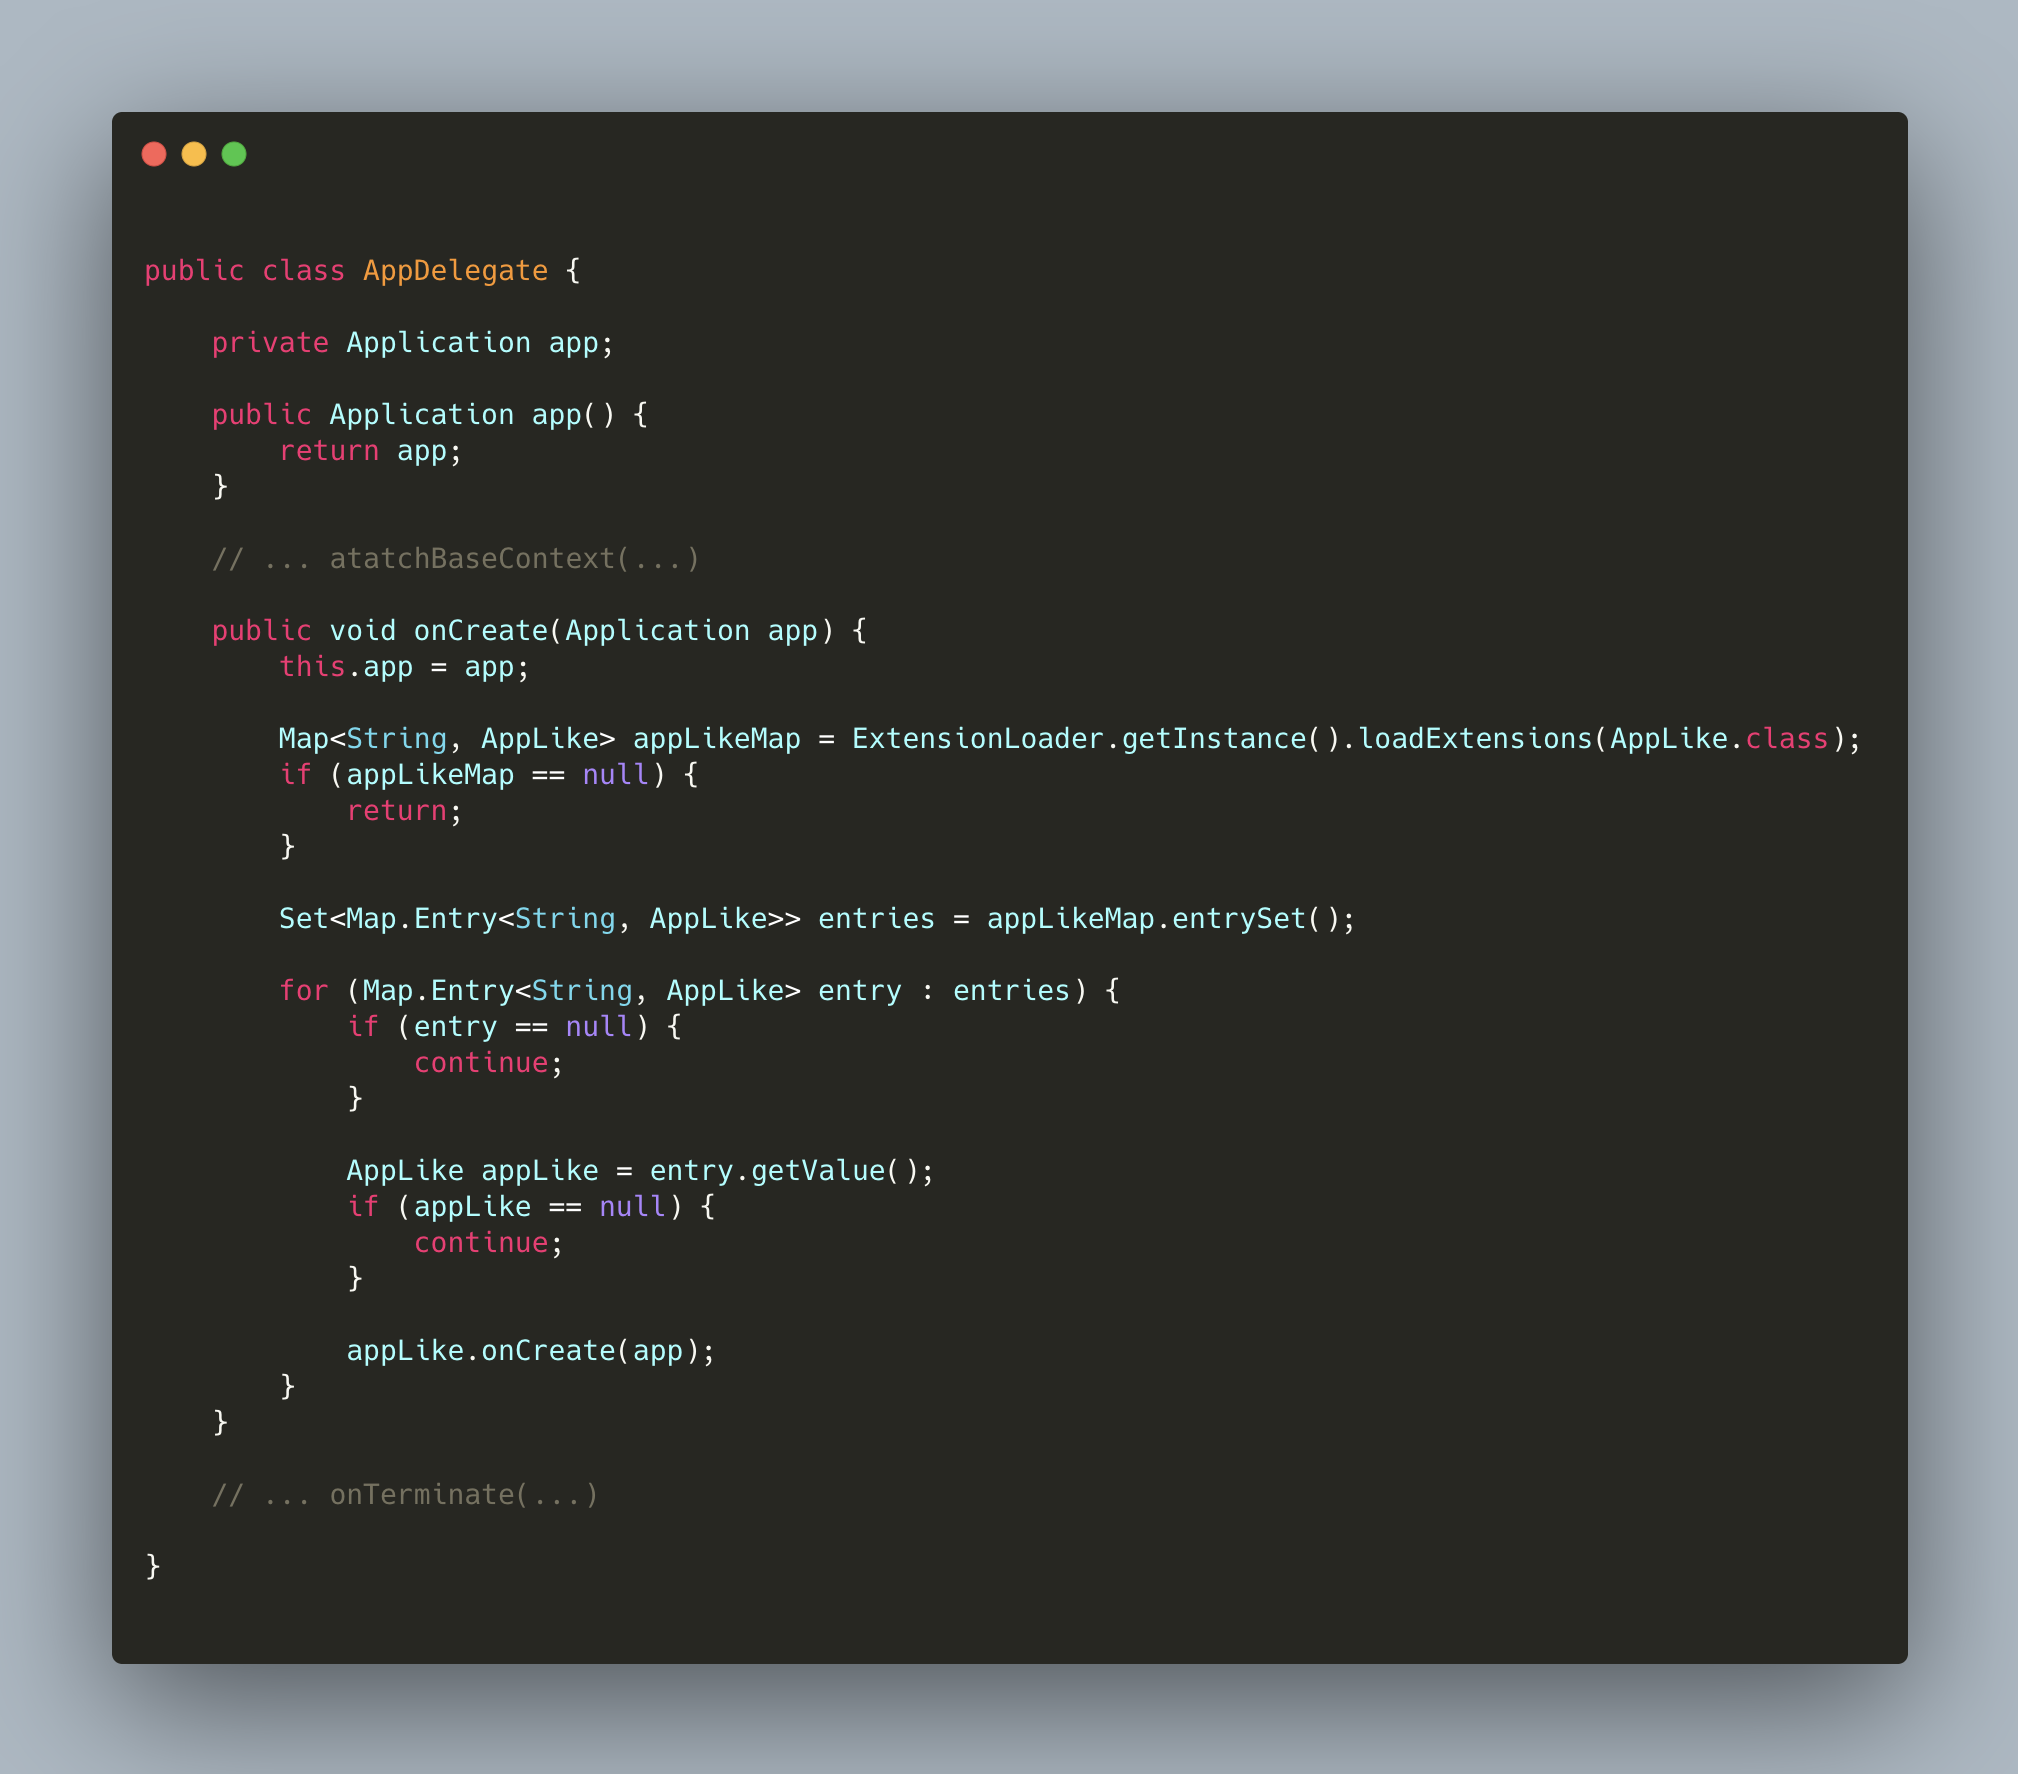 public class AppDelegate {
    private Application app;
    public Application app() {
        return app;
    }
    // ... atatchBaseContext(...)
    public void onCreate(Application app) {
        this.app = app;
        Map<String, AppLike> appLikeMap = ExtensionLoader.getInstance().loadExtensions(AppLike.class);
        if (appLikeMap == null) {
            return;
        }
        Set<Map.Entry<String, AppLike>> entries = appLikeMap.entrySet();
        for (Map.Entry<String, AppLike> entry : entries) {
            if (entry == null) {
                continue;
            }
            AppLike appLike = entry.getValue();
            if (appLike == null) {
                continue;
            }
            appLike.onCreate(app);
        }
    }
    // ... onTerminate(...)
}